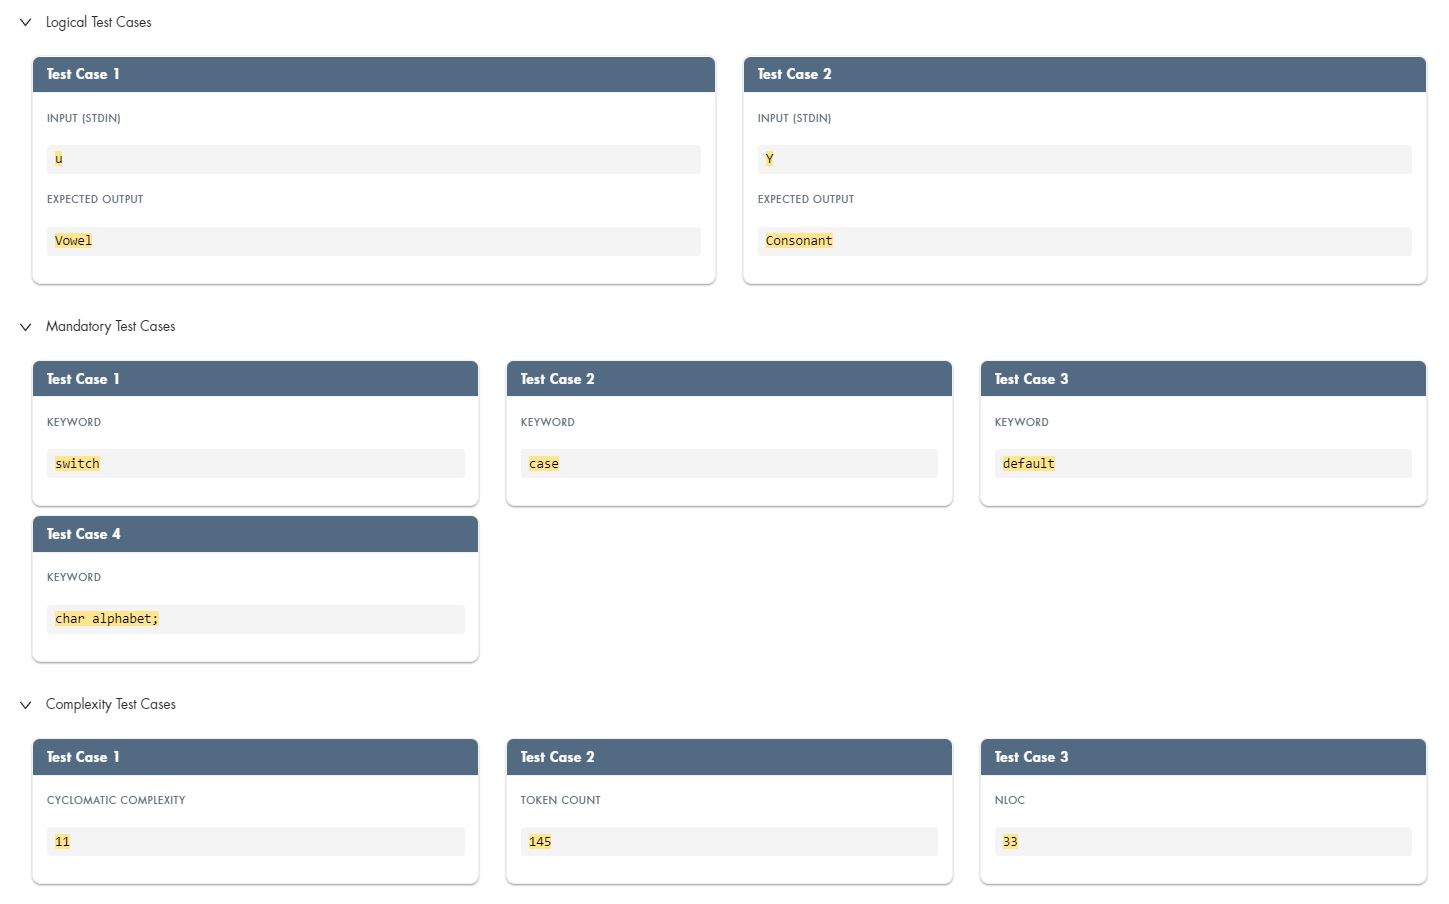 Logical Test Cases
Test Case 1
INPUT (STDIN)
u
EXPECTED OUTPUT
Vowel
Test Case 2
INPUT (STDIN)
Y
EXPECTED OUTPUT
Consonant
Mandatory Test Cases
Test Case 1
KEYWORD
switch
Test Case 2
KEYWORD
case
Test Case 3
KEYWORD
default
Test Case 4
KEYWORD
char alphabet;
Complexity Test Cases
Test Case 1
CYCLOMATIC COMPLEXITY
11
Test Case 2
TOKEN COUNT
145
Test Case 3
NLOC
33